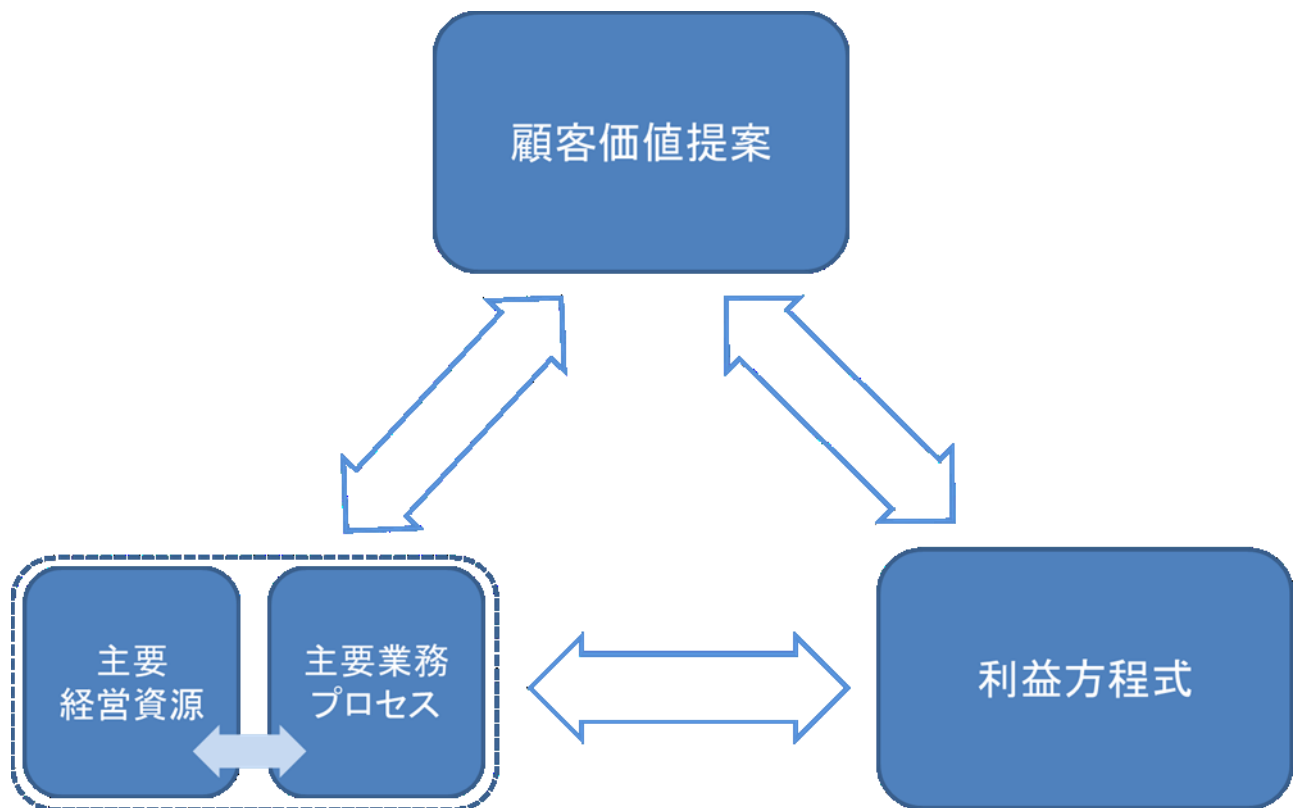 顧客価値提案
主要
経営資源
主要業務
プロセス
利益方程式